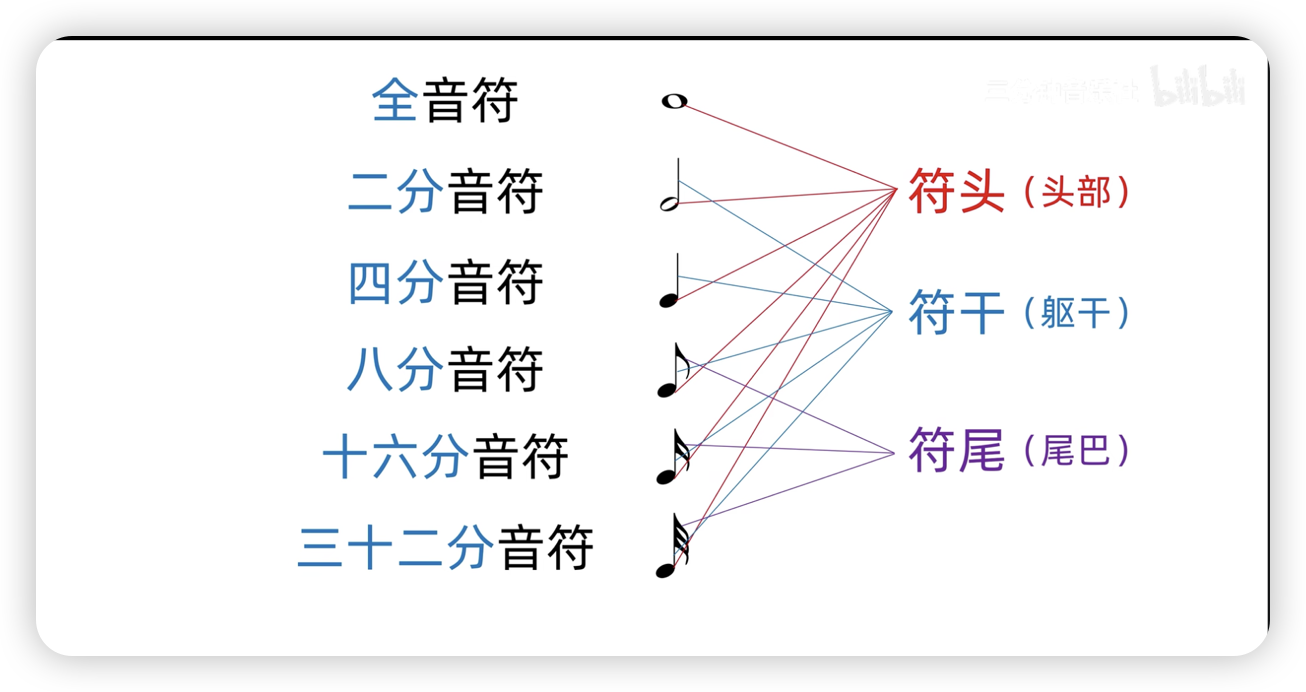 全音符
二分音符
四分音符
八分音符
十六分音符
三十二分音符
符头（头部）
符干（躯干）
符尾（尾巴）
bilibili